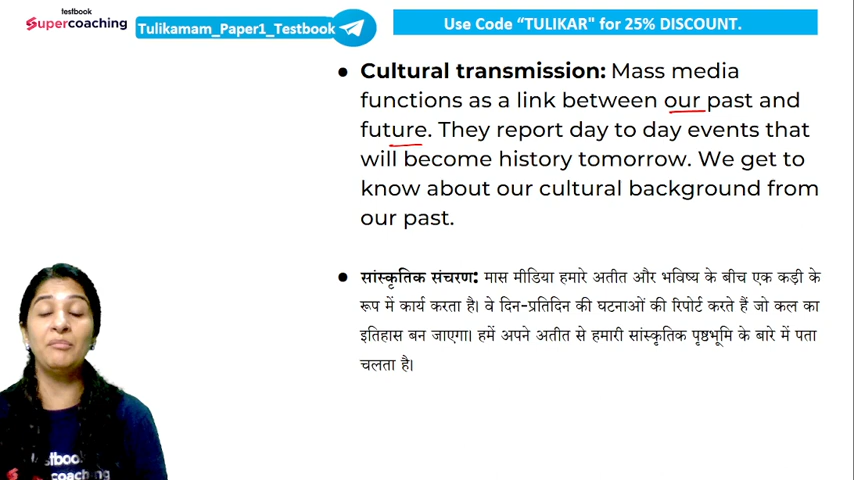 testbook
Supercoaching
Tulikamam_Paper1_Testbook
Use Code “TULIKAR" for 25% DISCOUNT.
● Cultural transmission: Mass media
functions as a link between our past and
future. They report day to day events that
will become history tomorrow. We get to
know about our cultural background from
our past.
● सांस्कृतिक संचरण: मास मीडिया हमारे अतीत और भविष्य के बीच एक कड़ी के
रूप में कार्य करता है। वे दिन-प्रतिदिन की घटनाओं की रिपोर्ट करते हैं जो कल का
इतिहास बन जाएगा। हमें अपने अतीत से हमारी सांस्कृतिक पृष्ठभूमि के बारे में पता
चलता है।